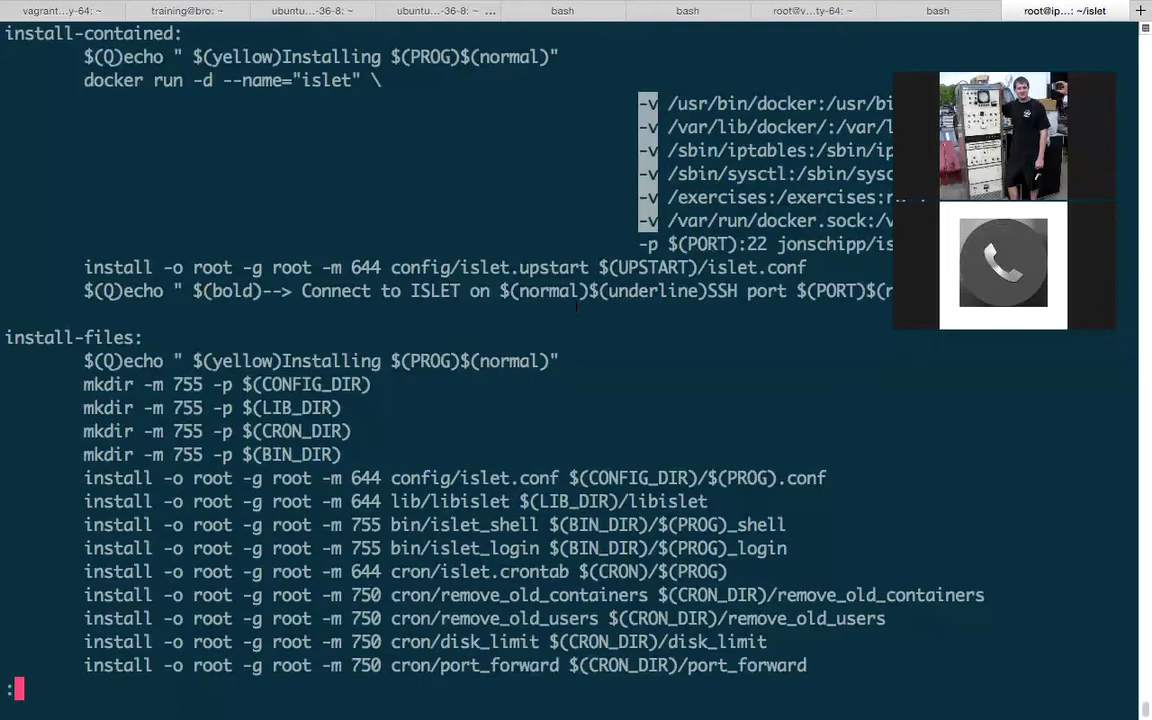 vagrant...y-64: ~ training@bro: ~ ubuntu...-36-8: ~ ubuntu...-36-8: ~ ... bash bash root@v...ty-64: ~ bash root@ip...: ~/islet
install-contained:
$(Q)echo " $(yellow)Installing $(PROG)$(normal)"
docker run -d --name="islet" \
-v /usr/bin/docker:/usr/bi
-v /var/lib/docker/:/var/l
-v /sbin/iptables:/sbin/ip
-v /sbin/sysctl:/sbin/sysc
-v /exercises:/exercises:r
-v /var/run/docker.sock:/v
-p $(PORT):22 jonschipp/is
install -o root -g root -m 644 config/islet.upstart $(UPSTART)/islet.conf
$(Q)echo " $(bold)--> Connect to ISLET on $(normal)$(underline)SSH port $(PORT)$(r
install-files:
$(Q)echo " $(yellow)Installing $(PROG)$(normal)"
mkdir -m 755 -p $(CONFIG_DIR)
mkdir -m 755 -p $(LIB_DIR)
mkdir -m 755 -p $(CRON_DIR)
mkdir -m 755 -p $(BIN_DIR)
install -o root -g root -m 644 config/islet.conf $(CONFIG_DIR)/$(PROG).conf
install -o root -g root -m 644 lib/libislet $(LIB_DIR)/libislet
install -o root -g root -m 755 bin/islet_shell $(BIN_DIR)/$(PROG)_shell
install -o root -g root -m 755 bin/islet_login $(BIN_DIR)/$(PROG)_login
install -o root -g root -m 644 cron/islet.crontab $(CRON)/$(PROG)
install -o root -g root -m 750 cron/remove_old_containers $(CRON_DIR)/remove_old_containers
install -o root -g root -m 750 cron/remove_old_users $(CRON_DIR)/remove_old_users
install -o root -g root -m 750 cron/disk_limit $(CRON_DIR)/disk_limit
install -o root -g root -m 750 cron/port_forward $(CRON_DIR)/port_forward
: